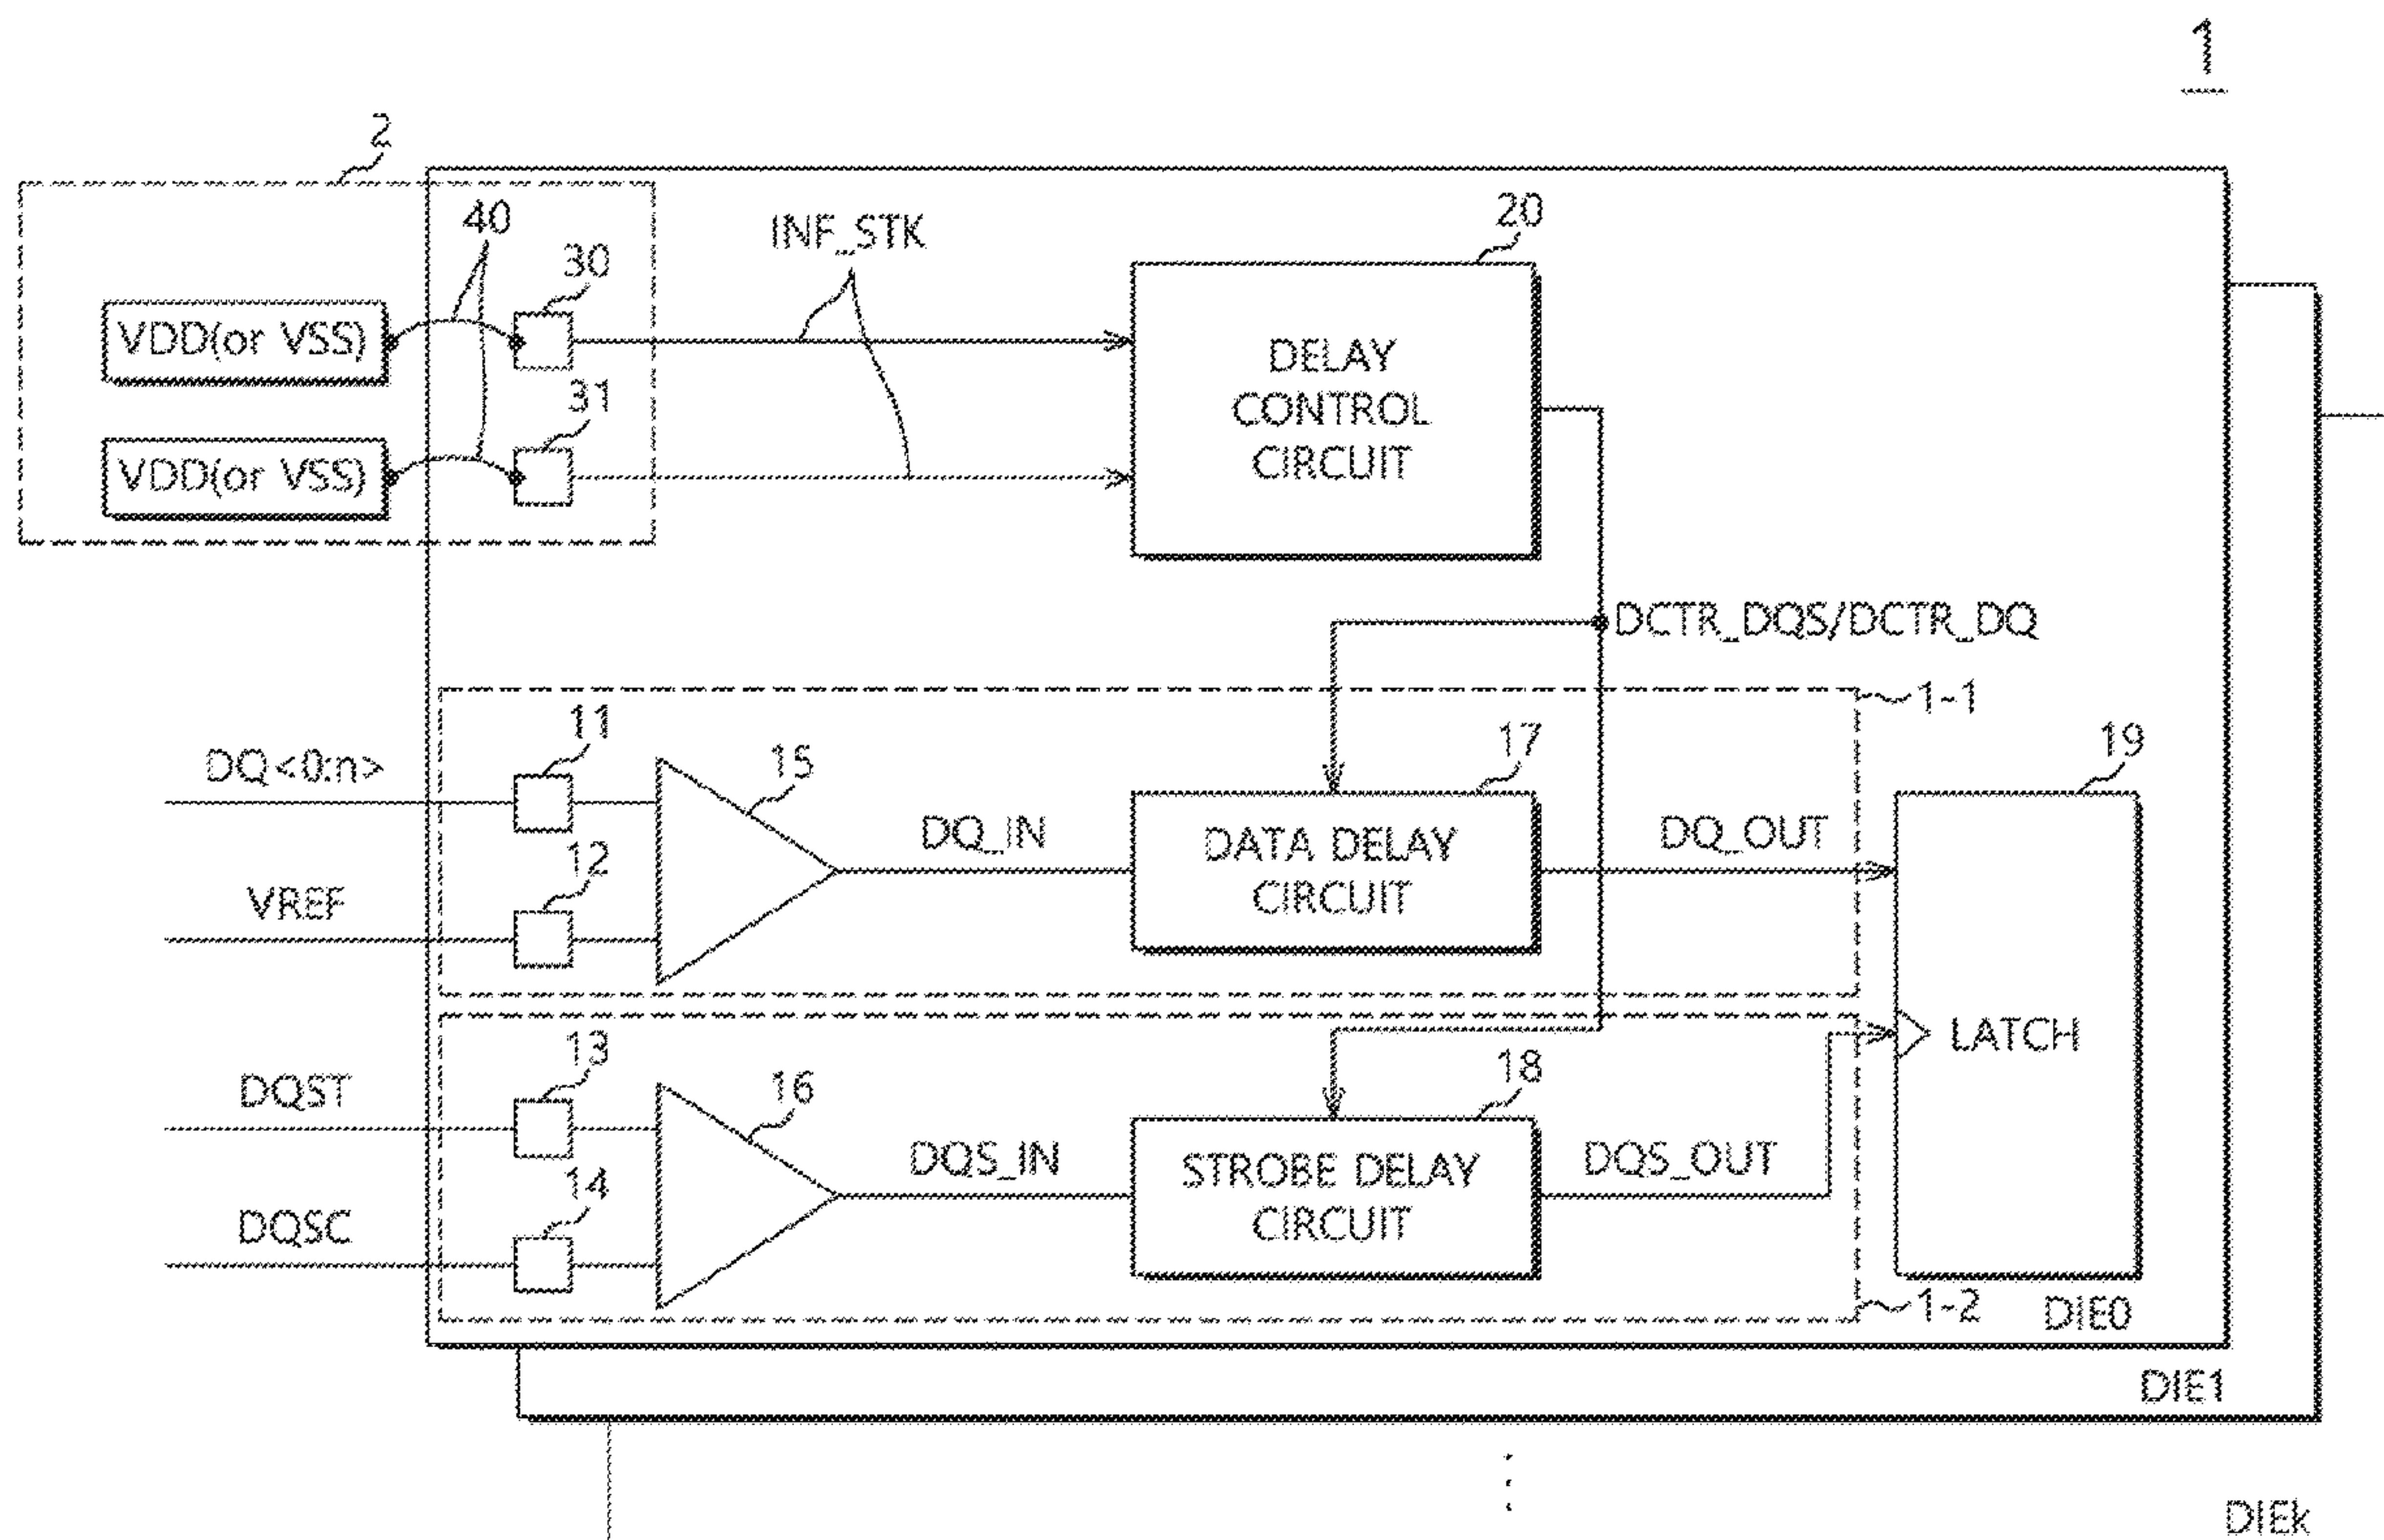 1
2
40
30
INF_STK
20
VDD(or VSS)
DELAY
CONTROL
CIRCUIT
31
VDD(or VSS)
DCTR_DQS/DCTR_DQ
1-1
11
DQ<0:n>
15
17
19
DQ_IN
DATA DELAY
CIRCUIT
DQ_OUT
12
VREF
LATCH
13
DQST
16
18
DQS_IN
STROBE DELAY
CIRCUIT
DQS_OUT
14
DQSC
1-2
DIE0
DIE1
DIEk